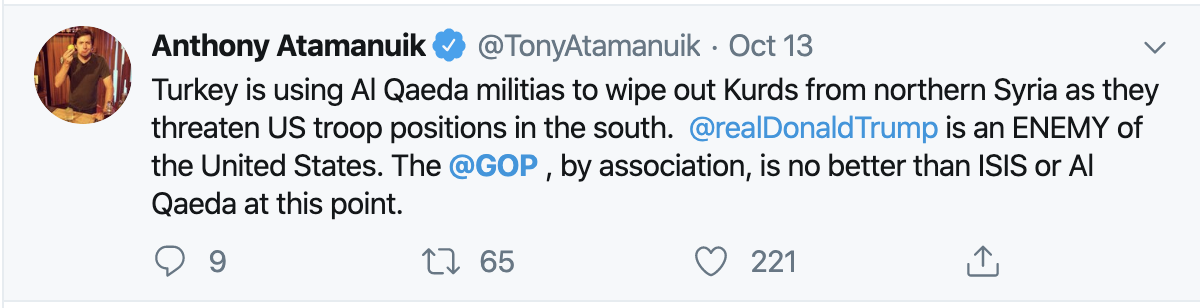 Anthony Atamanuik @TonyAtamanuik · Oct 13
Turkey is using Al Qaeda militias to wipe out Kurds from northern Syria as they
threaten US troop positions in the south. @realDonaldTrump is an ENEMY of
the United States. The @GOP , by association, is no better than ISIS or Al
Qaeda at this point.
9 65 221